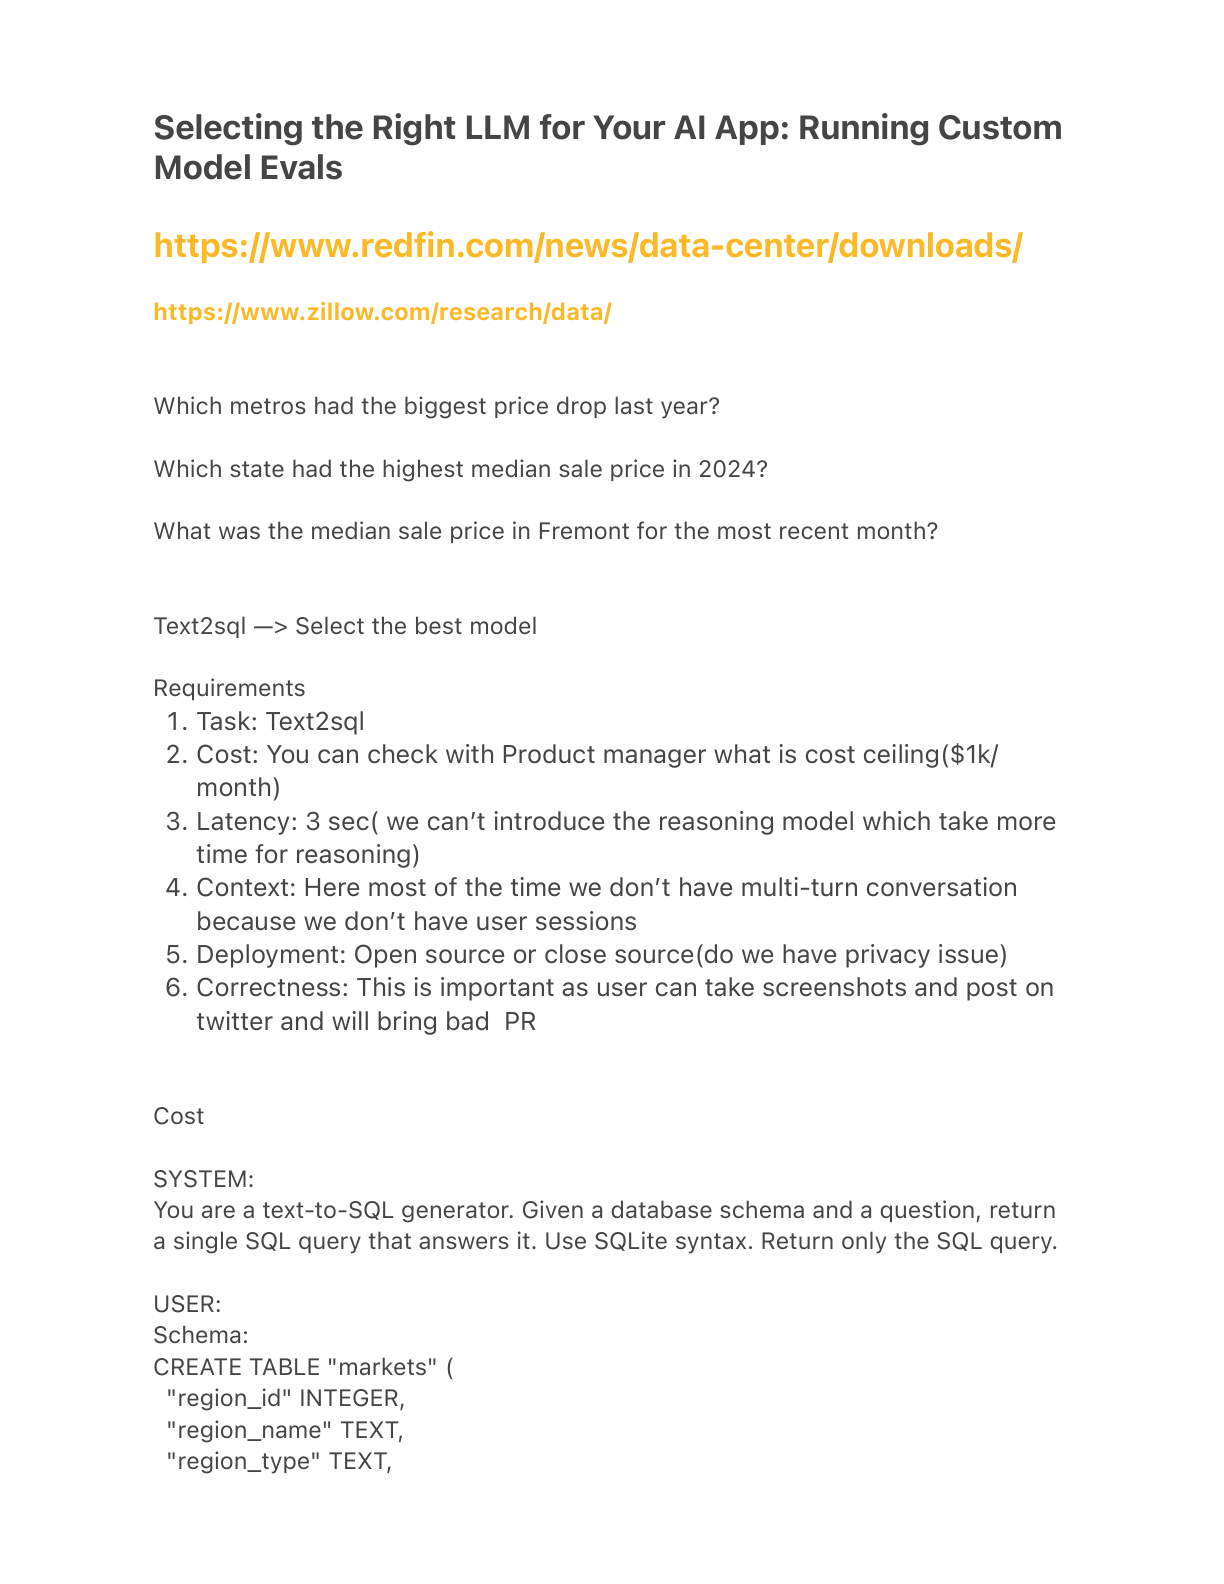 Selecting the Right LLM for Your AI App: Running Custom
Model Evals
https://www.redfin.com/news/data-center/downloads/
https://www.zillow.com/research/data/
Which metros had the biggest price drop last year?
Which state had the highest median sale price in 2024?
What was the median sale price in Fremont for the most recent month?
Text2sql —> Select the best model
Requirements
1. Task: Text2sql
2. Cost: You can check with Product manager what is cost ceiling($1k/
month)
3. Latency: 3 sec( we can’t introduce the reasoning model which take more
time for reasoning)
4. Context: Here most of the time we don’t have multi-turn conversation
because we don’t have user sessions
5. Deployment: Open source or close source(do we have privacy issue)
6. Correctness: This is important as user can take screenshots and post on
twitter and will bring bad  PR
Cost
SYSTEM:
You are a text-to-SQL generator. Given a database schema and a question, return
a single SQL query that answers it. Use SQLite syntax. Return only the SQL query.
USER:
Schema:
CREATE TABLE "markets" (
"region_id" INTEGER,
"region_name" TEXT,
"region_type" TEXT,